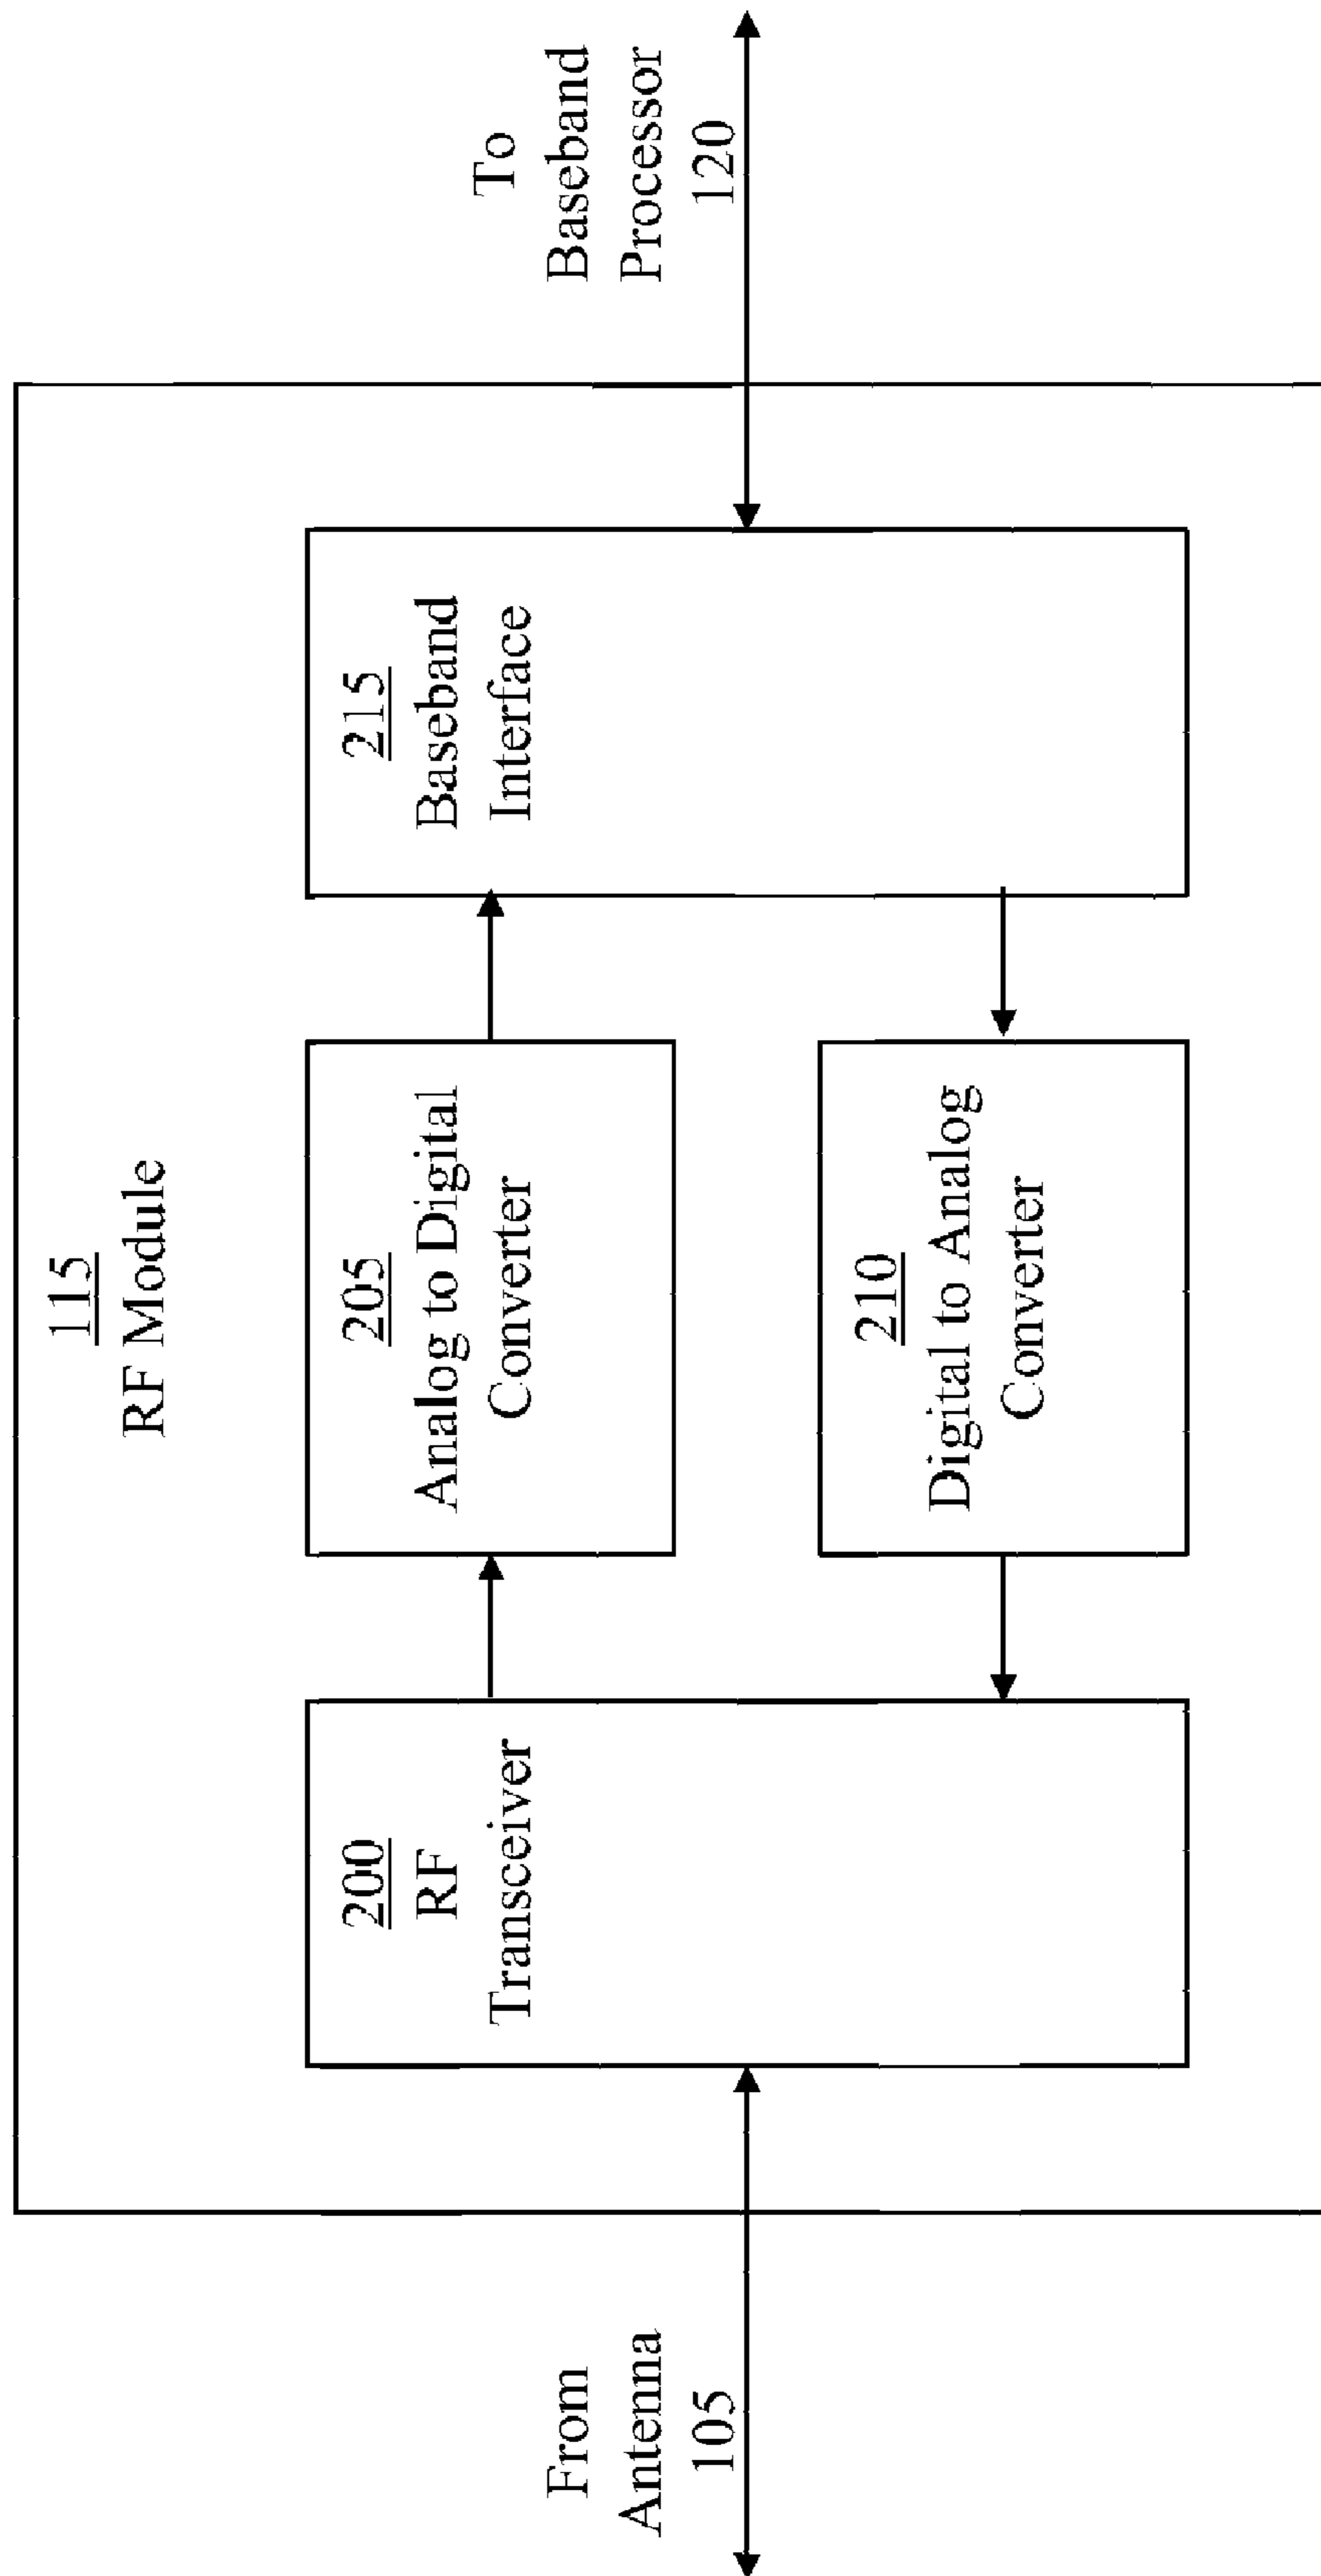 115
RF Module
From
Antenna
105
200
RF
Transceiver
205
Analog to Digital
Converter
210
Digital to Analog
Converter
215
Baseband
Interface
To
Baseband
Processor
120